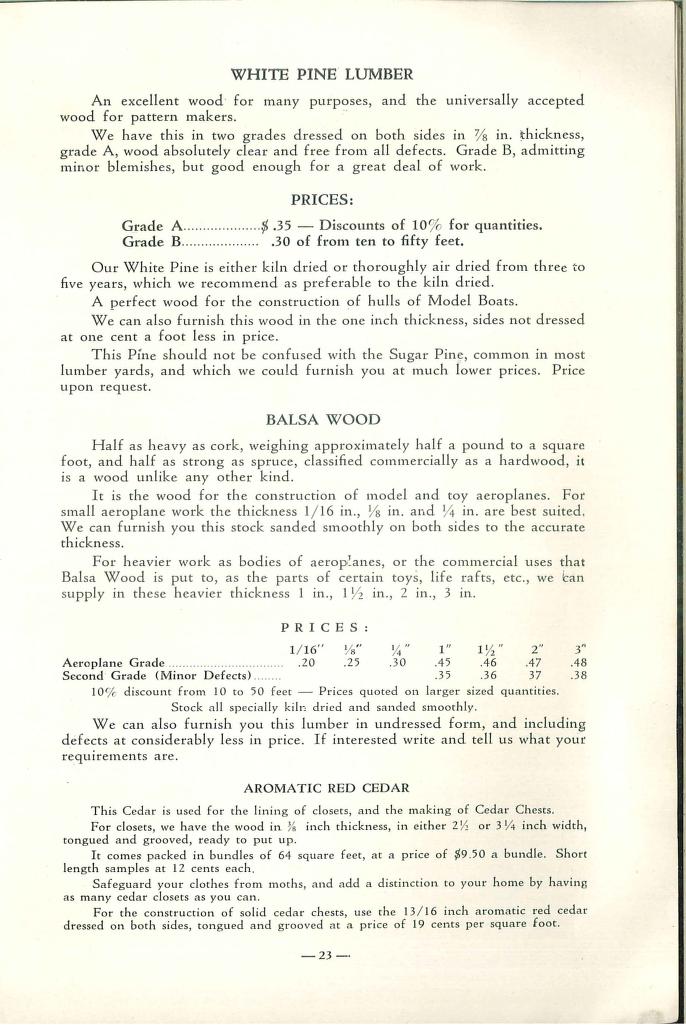 WHITE PINE LUMBER
An excellent wood for many purposes, and the universally accepted
wood for pattern makers.
We have this in two grades dressed on both sides in ⅞ in. thickness,
grade A, wood absolutely clear and free from all defects. Grade B, admitting
minor blemishes, but good enough for a great deal of work.
PRICES:
Grade A...................$ .35 — Discounts of 10% for quantities.
Grade B................... .30 of from ten to fifty feet.
Our White Pine is either kiln dried or thoroughly air dried from three to
five years, which we recommend as preferable to the kiln dried.
A perfect wood for the construction of hulls of Model Boats.
We can also furnish this wood in the one inch thickness, sides not dressed
at one cent a foot less in price.
This Pine should not be confused with the Sugar Pine, common in most
lumber yards, and which we could furnish you at much lower prices. Price
upon request.
BALSA WOOD
Half as heavy as cork, weighing approximately half a pound to a square
foot, and half as strong as spruce, classified commercially as a hardwood, it
is a wood unlike any other kind.
It is the wood for the construction of model and toy aeroplanes. For
small aeroplane work the thickness 1/16 in., ⅛ in. and ¼ in. are best suited.
We can furnish you this stock sanded smoothly on both sides to the accurate
thickness.
For heavier work as bodies of aeroplanes, or the commercial uses that
Balsa Wood is put to, as the parts of certain toys, life rafts, etc., we can
supply in these heavier thickness 1 in., 1½ in., 2 in., 3 in.
PRICES:
1/16" ⅛" ¼" 1" 1½" 2" 3"
Aeroplane Grade ................................ .20 .25 .30 .45 .46 .47 .48
Second Grade (Minor Defects)........ .35 .36 37 .38
10% discount from 10 to 50 feet — Prices quoted on larger sized quantities.
Stock all specially kiln dried and sanded smoothly.
We can also furnish you this lumber in undressed form, and including
defects at considerably less in price. If interested write and tell us what your
requirements are.
AROMATIC RED CEDAR
This Cedar is used for the lining of closets, and the making of Cedar Chests.
For closets, we have the wood in inch thickness, in either 2½ or 3¼ inch width,
tongued and grooved, ready to put up.
It comes packed in bundles of 64 square feet, at a price of $9.50 a bundle. Short
length samples at 12 cents each.
Safeguard your clothes from moths, and add a distinction to your home by having
as many cedar closets as you can.
For the construction of solid cedar chests, use the 13/16 inch aromatic red cedar
dressed on both sides, tongued and grooved at a price of 19 cents per square foot.
— 23 —